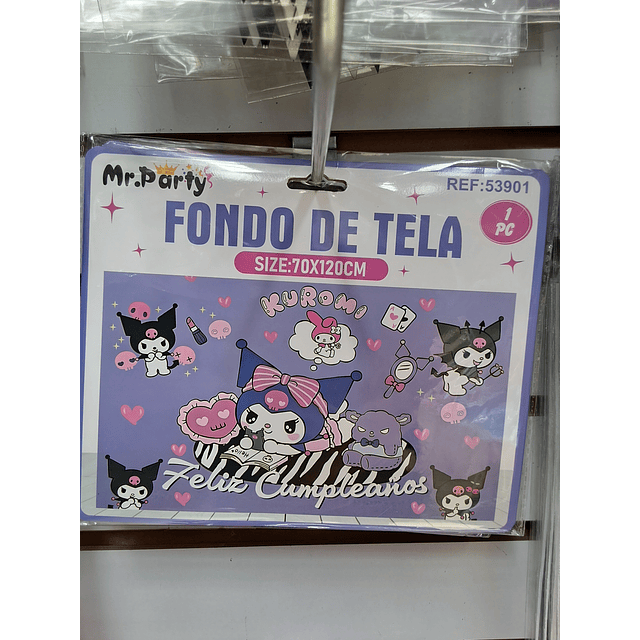 Mr.Party
REF:53901
FONDO DE TELA
1
PC
SIZE:70X120CM
KUROMI
Feliz Cumpleaños